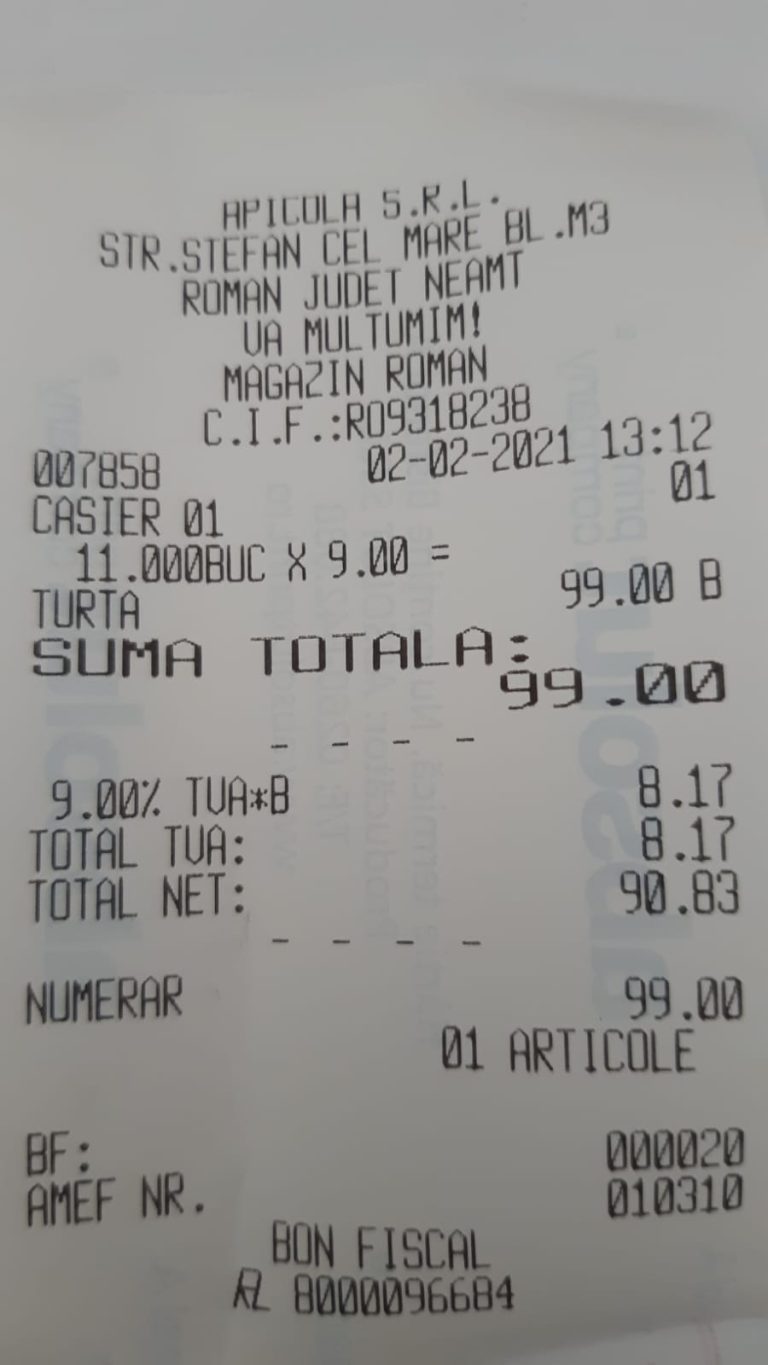 APICOLA S.R.L.
STR.STEFAN CEL MARE BL.M3
ROMAN JUDET NEAMT
VA MULTUMIM!
MAGAZIN ROMAN
C.I.F.:RO9318238
007858 02-02-2021 13:12
CASIER 01 01
11.000BUC X 9.00 =
TURTA 99.00 B
SUMA TOTALA:
99.00
- - - -
9.00% TVA*B 8.17
TOTAL TVA: 8.17
TOTAL NET: 90.83
- - - -
NUMERAR 99.00
01 ARTICOLE
BF: 000020
AMEF NR. 010310
BON FISCAL
8000096684